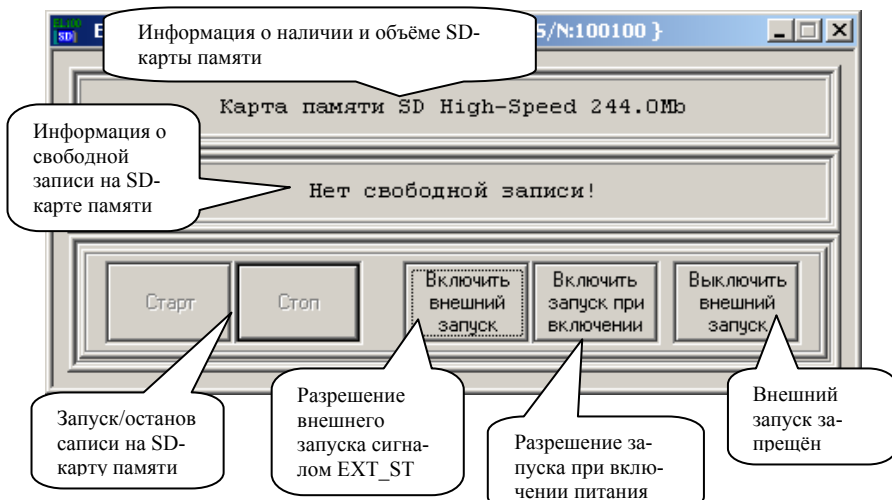 EL100
[SD]
E
S/N:100100 }
Информация о наличии и объёме SD-
карты памяти
Карта памяти SD High-Speed 244.0Mb
Информация о
свободной
записи на SD-
карте памяти
Нет свободной записи!
Старт
Стоп
Включить
внешний
запуск
Включить
запуск при
включении
Выключить
внешний
запуск
Запуск/останов
сaписи на SD-
карту памяти
Разрешение
внешнего
запуска сигна-
лом EXT_ST
Разрешение за-
пуска при вклю-
чении питания
Внешний
запуск за-
прещён